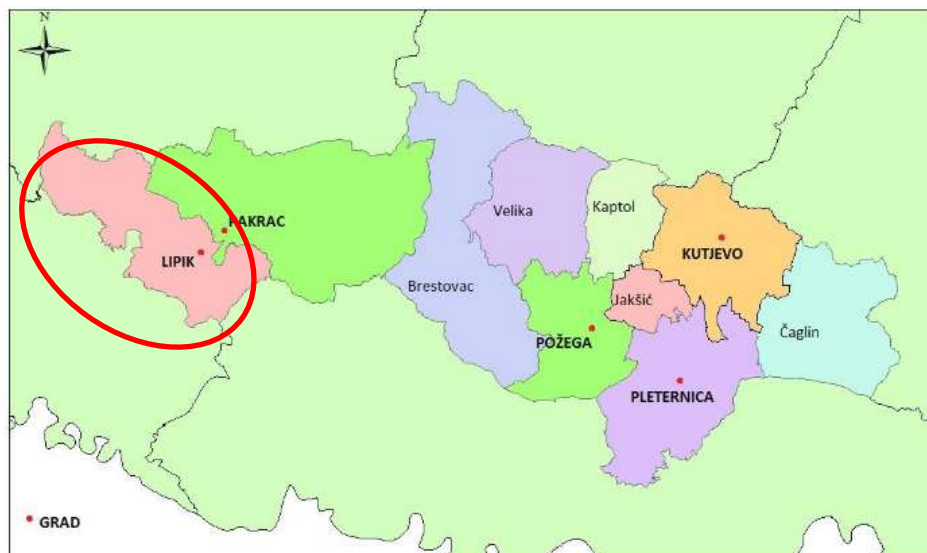 N
PAKRAC
LIPIK
Velika
Kaptol
KUTJEVO
Brestovac
Jakšić
POŽEGA
Čaglin
PLETERNICA
GRAD